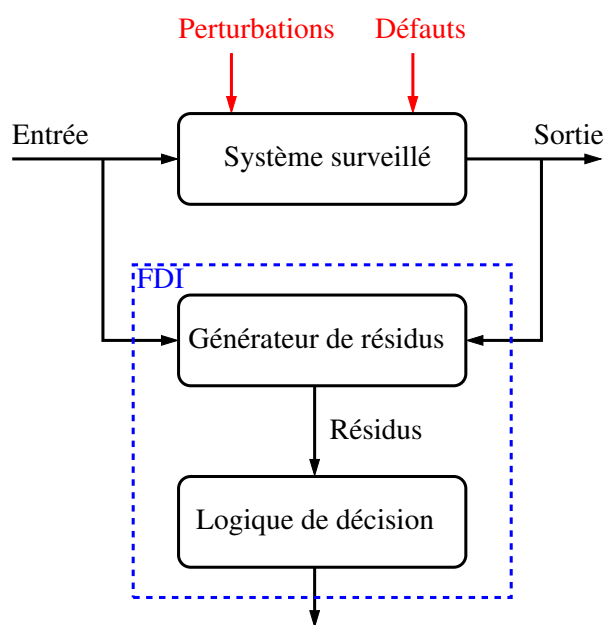 Perturbations
Défauts
Entrée
Sortie
Système surveillé
FDI
Générateur de résidus
Résidus
Logique de décision